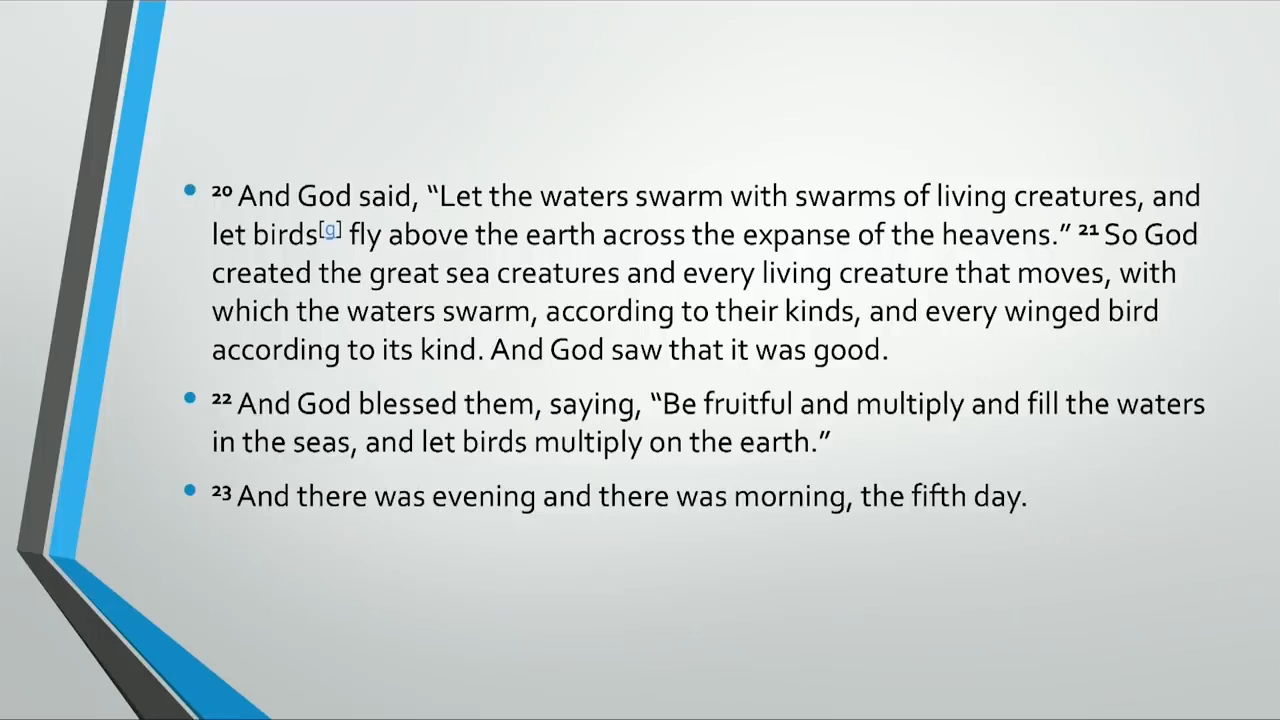 • 20 And God said, “Let the waters swarm with swarms of living creatures, and
let birds[g] fly above the earth across the expanse of the heavens.” 21 So God
created the great sea creatures and every living creature that moves, with
which the waters swarm, according to their kinds, and every winged bird
according to its kind. And God saw that it was good.
• 22 And God blessed them, saying, “Be fruitful and multiply and fill the waters
in the seas, and let birds multiply on the earth.”
• 23 And there was evening and there was morning, the fifth day.